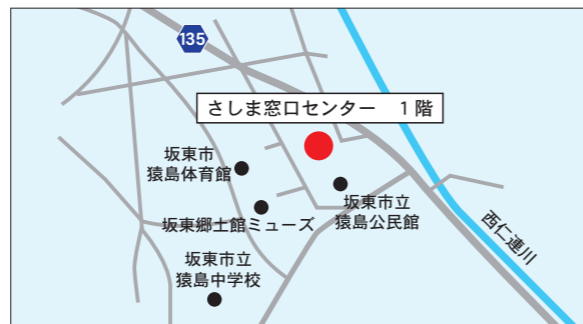 135
さしま窓口センター　1階
坂東市
猿島体育館
坂東市立
猿島公民館
坂東郷土館ミューズ
西仁連川
坂東市立
猿島中学校